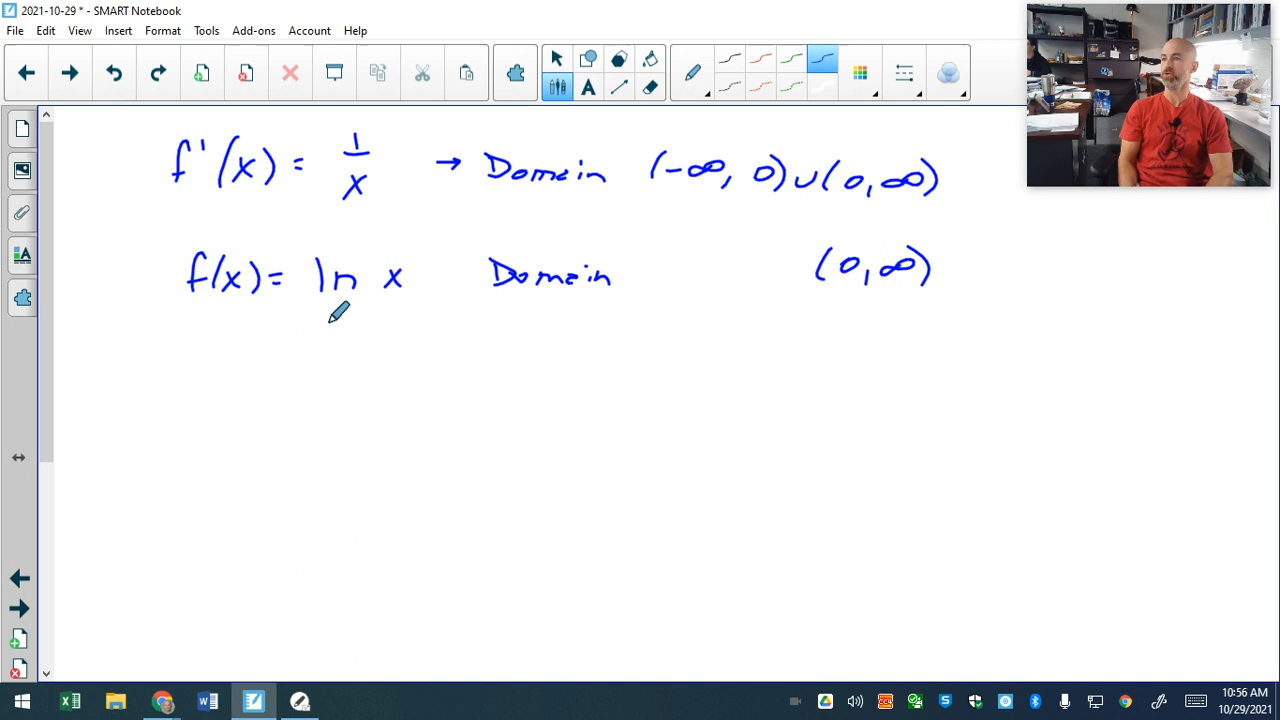 2021-10-29 * - SMART Notebook
File Edit View Insert Format Tools Add-ons Account Help
f'(x) = 1/x → Domain (-∞, 0)∪(0, ∞)
f(x) = ln x Domain (0, ∞)
10:56 AM
10/29/2021